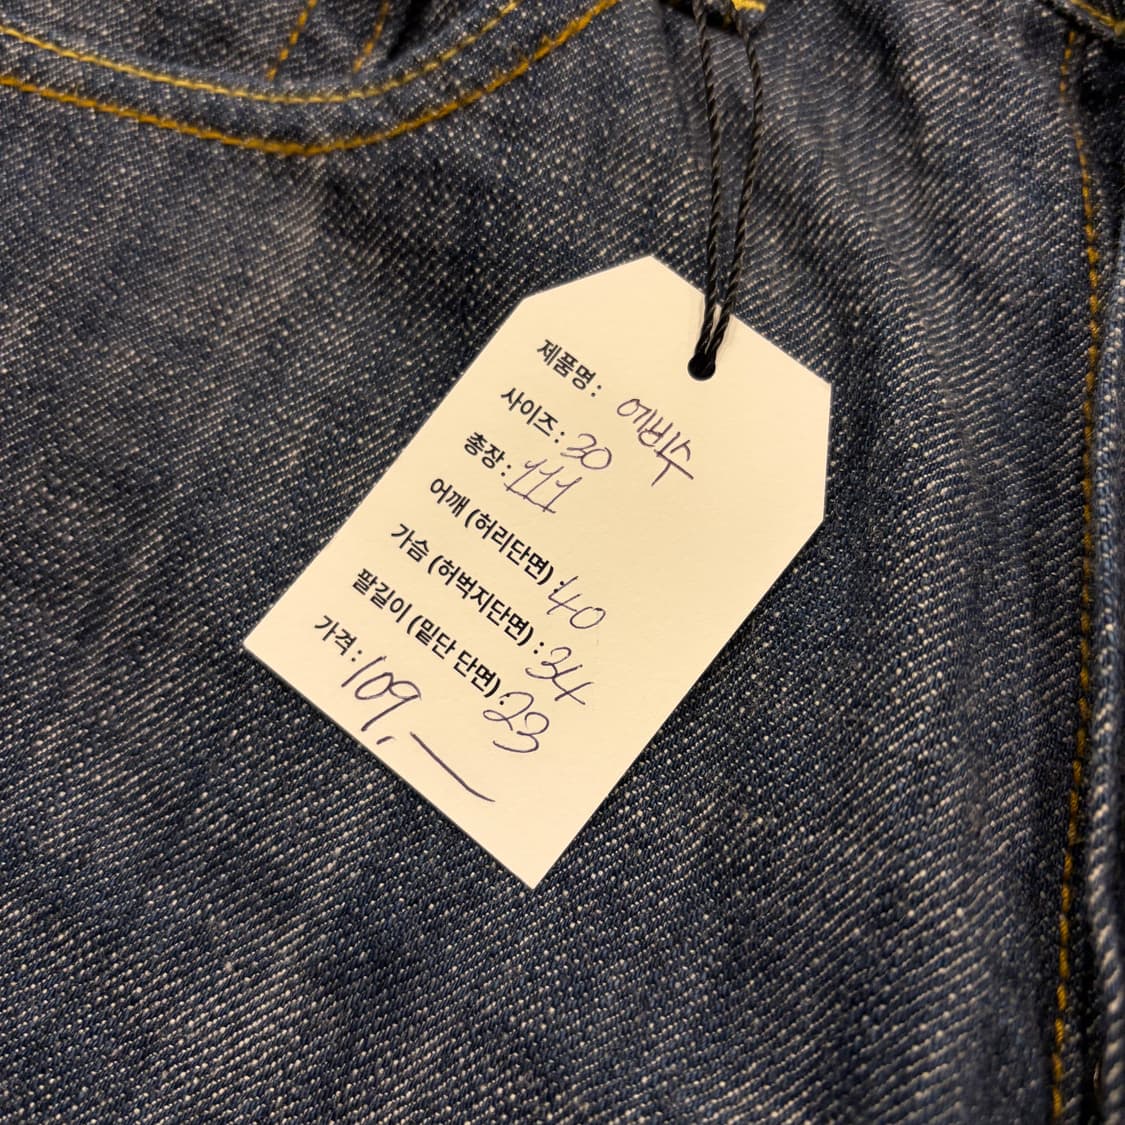 제품명 : 에비수
사이즈 : 30
총장 : 111
어깨 (허리단면) : 40
가슴 (허벅지단면) : 34
팔길이 (밑단 단면) : 23
가격 : 109,—